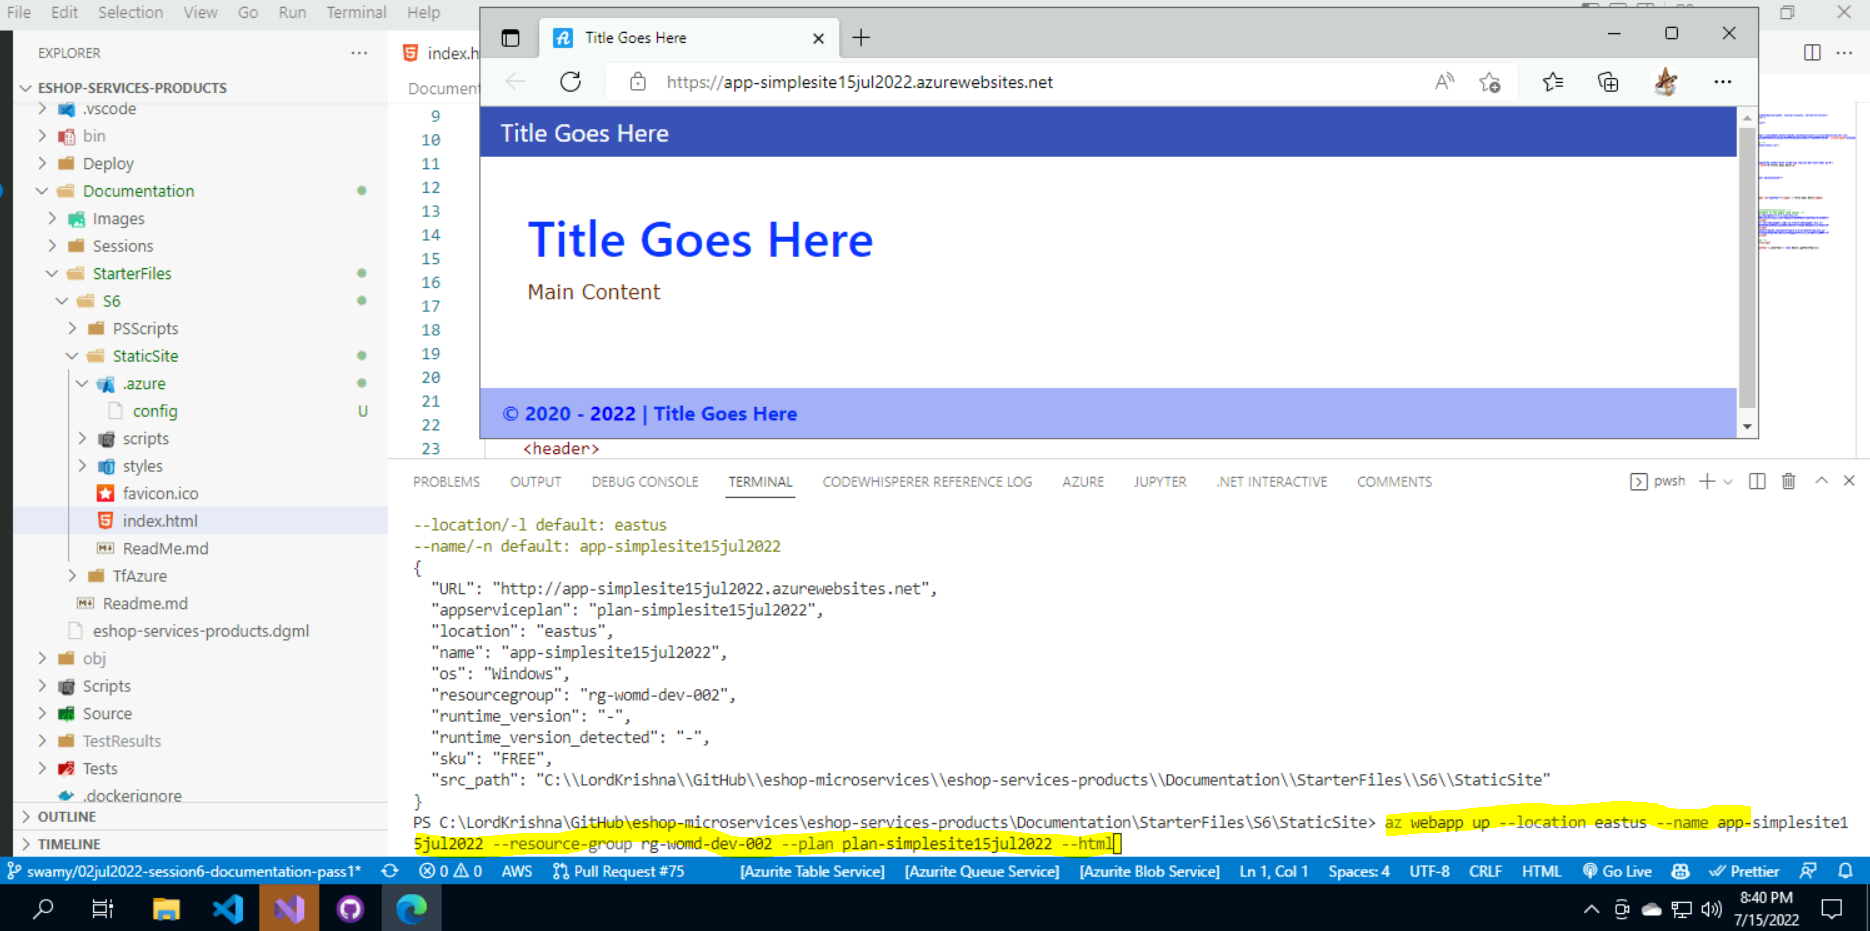 File Edit Selection View Go Run Terminal Help
EXPLORER
ESHOP-SERVICES-PRODUCTS
.vscode
bin
Deploy
Documentation
Images
Sessions
StarterFiles
S6
PSScripts
StaticSite
.azure
config U
scripts
styles
favicon.ico
index.html
ReadMe.md
TfAzure
Readme.md
eshop-services-products.dgml
obj
Scripts
Source
TestResults
Tests
.dockerignore
OUTLINE
TIMELINE
index.h
Document
9
10
11
12
13
14
15
16
17
18
19
20
21
22
23 <header>
Title Goes Here
https://app-simplesite15jul2022.azurewebsites.net
Title Goes Here
Title Goes Here
Main Content
© 2020 - 2022 | Title Goes Here
PROBLEMS OUTPUT DEBUG CONSOLE TERMINAL CODEWHISPERER REFERENCE LOG AZURE JUPYTER .NET INTERACTIVE COMMENTS pwsh
--location/-l default: eastus
--name/-n default: app-simplesite15jul2022
{
"URL": "http://app-simplesite15jul2022.azurewebsites.net",
"appserviceplan": "plan-simplesite15jul2022",
"location": "eastus",
"name": "app-simplesite15jul2022",
"os": "Windows",
"resourcegroup": "rg-womd-dev-002",
"runtime_version": "-",
"runtime_version_detected": "-",
"sku": "FREE",
"src_path": "C:\\LordKrishna\\GitHub\\eshop-microservices\\eshop-services-products\\Documentation\\StarterFiles\\S6\\StaticSite"
}
PS C:\LordKrishna\GitHub\eshop-microservices\eshop-services-products\Documentation\StarterFiles\S6\StaticSite> az webapp up --location eastus --name app-simplesite1
5jul2022 --resource-group rg-womd-dev-002 --plan plan-simplesite15jul2022 --html
swamy/02jul2022-session6-documentation-pass1* 0 0 AWS Pull Request #75 [Azurite Table Service] [Azurite Queue Service] [Azurite Blob Service] Ln 1, Col 1 Spaces: 4 UTF-8 CRLF HTML Go Live Prettier
8:40 PM
7/15/2022